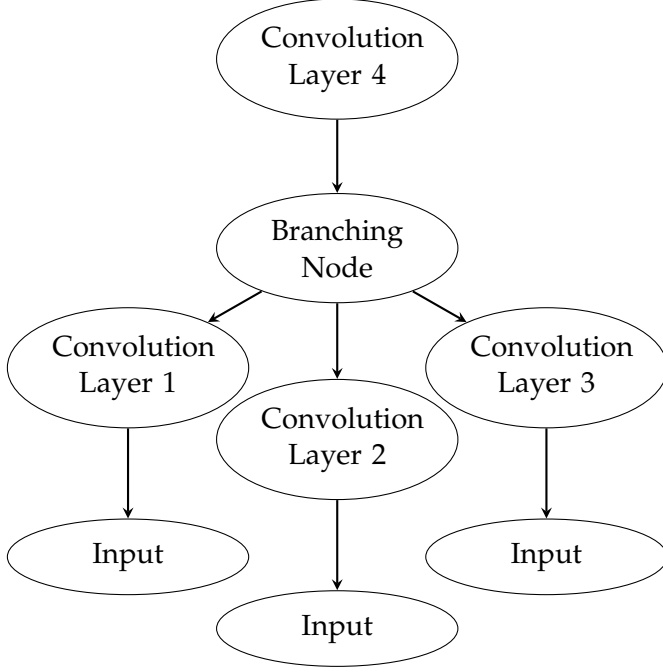 Convolution
Layer 4
Branching
Node
Convolution
Layer 1
Convolution
Layer 2
Convolution
Layer 3
Input
Input
Input